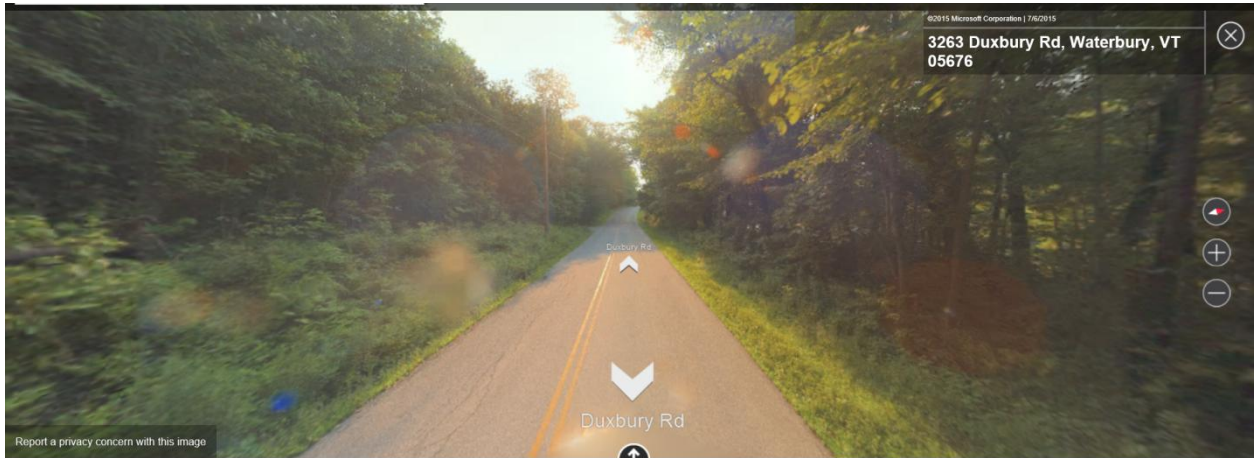 ©2015 Microsoft Corporation | 7/6/2015
3263 Duxbury Rd, Waterbury, VT
05676
Duxbury Rd
Duxbury Rd
Report a privacy concern with this image